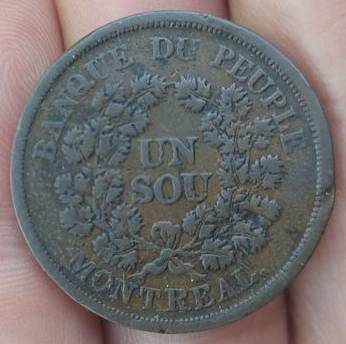 BANQUE DU PEUPLE
UN
SOU
MONTREAL